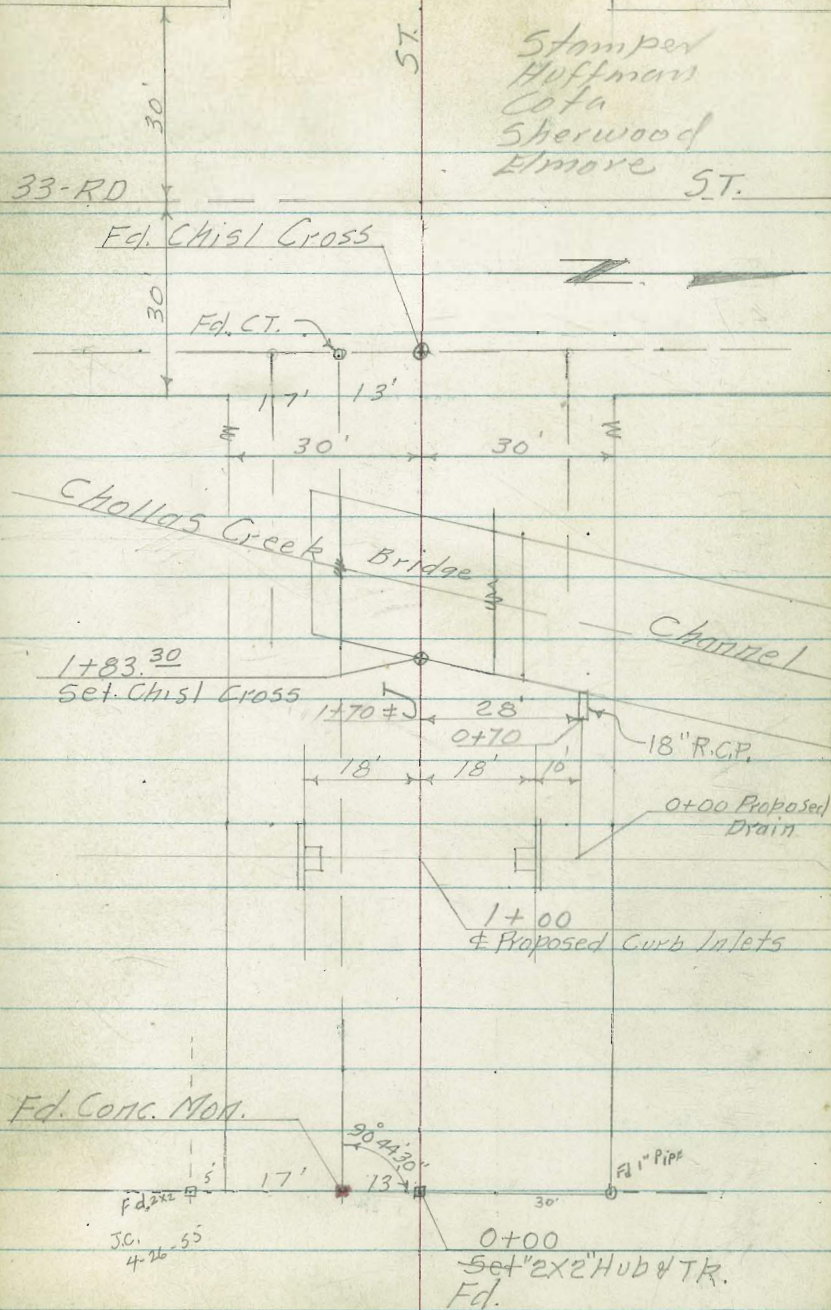 ST.
Stamper
Huffman
Cota
Sherwood
Elmore
30'
33-RD ST.
Fd. Chisl Cross
30'
Fd. C.T.
17' 13'
30' 30'
Chollas Creek Bridge
Channel
1+83.30
Set Chisl Cross
1+70 ±
28'
0+70
18" R.C.P.
18' 18' 10'
0+00 Proposed
Drain
1+00
₵ Proposed Curb Inlets
Fd. Conc. Mon.
90°44'30"
Fd 1" Pipe
Fd. 2x2 5' 17' 13' 30'
J.C.
4-26-55
0+00
Set "2X2" Hub & TK.
Fd.